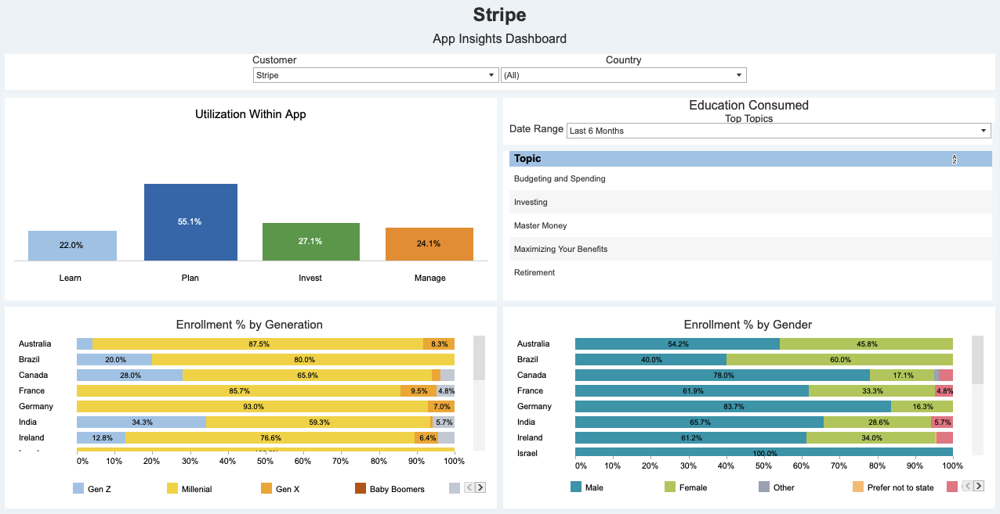 Stripe
App Insights Dashboard
Customer Country
Stripe (All)
Utilization Within App
22.0% 55.1% 27.1% 24.1%
Learn Plan Invest Manage
Education Consumed
Top Topics
Date Range Last 6 Months
Topic
Budgeting and Spending
Investing
Master Money
Maximizing Your Benefits
Retirement
Enrollment % by Generation
Australia 87.5% 8.3%
Brazil 20.0% 80.0%
Canada 28.0% 65.9%
France 85.7% 9.5% 4.8%
Germany 93.0% 7.0%
India 34.3% 59.3% 5.7%
Ireland 12.8% 76.6% 6.4%
0% 10% 20% 30% 40% 50% 60% 70% 80% 90% 100%
Gen Z Millenial Gen X Baby Boomers
Enrollment % by Gender
Australia 54.2% 45.8%
Brazil 40.0% 60.0%
Canada 78.0% 17.1%
France 61.9% 33.3% 4.8%
Germany 83.7% 16.3%
India 65.7% 28.6% 5.7%
Ireland 61.2% 34.0%
Israel 100.0%
0% 10% 20% 30% 40% 50% 60% 70% 80% 90% 100%
Male Female Other Prefer not to state